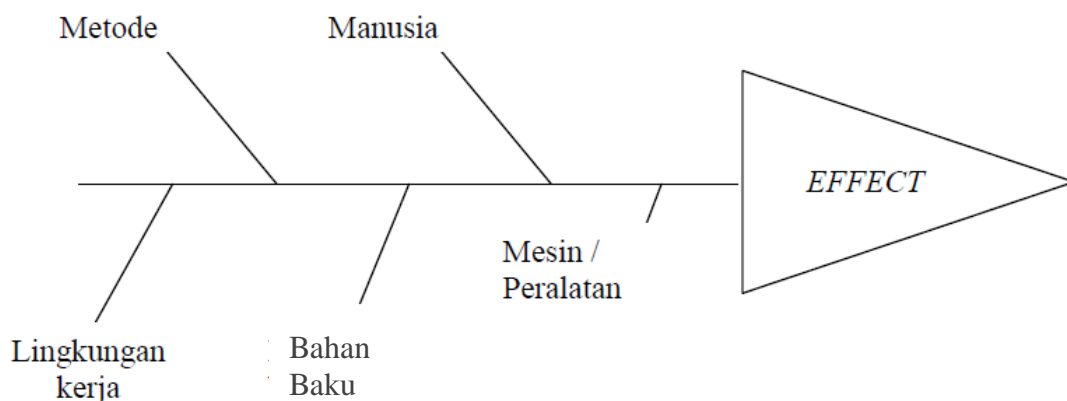 Metode
Manusia
EFFECT
Mesin /
Peralatan
Lingkungan
kerja
Bahan
Baku